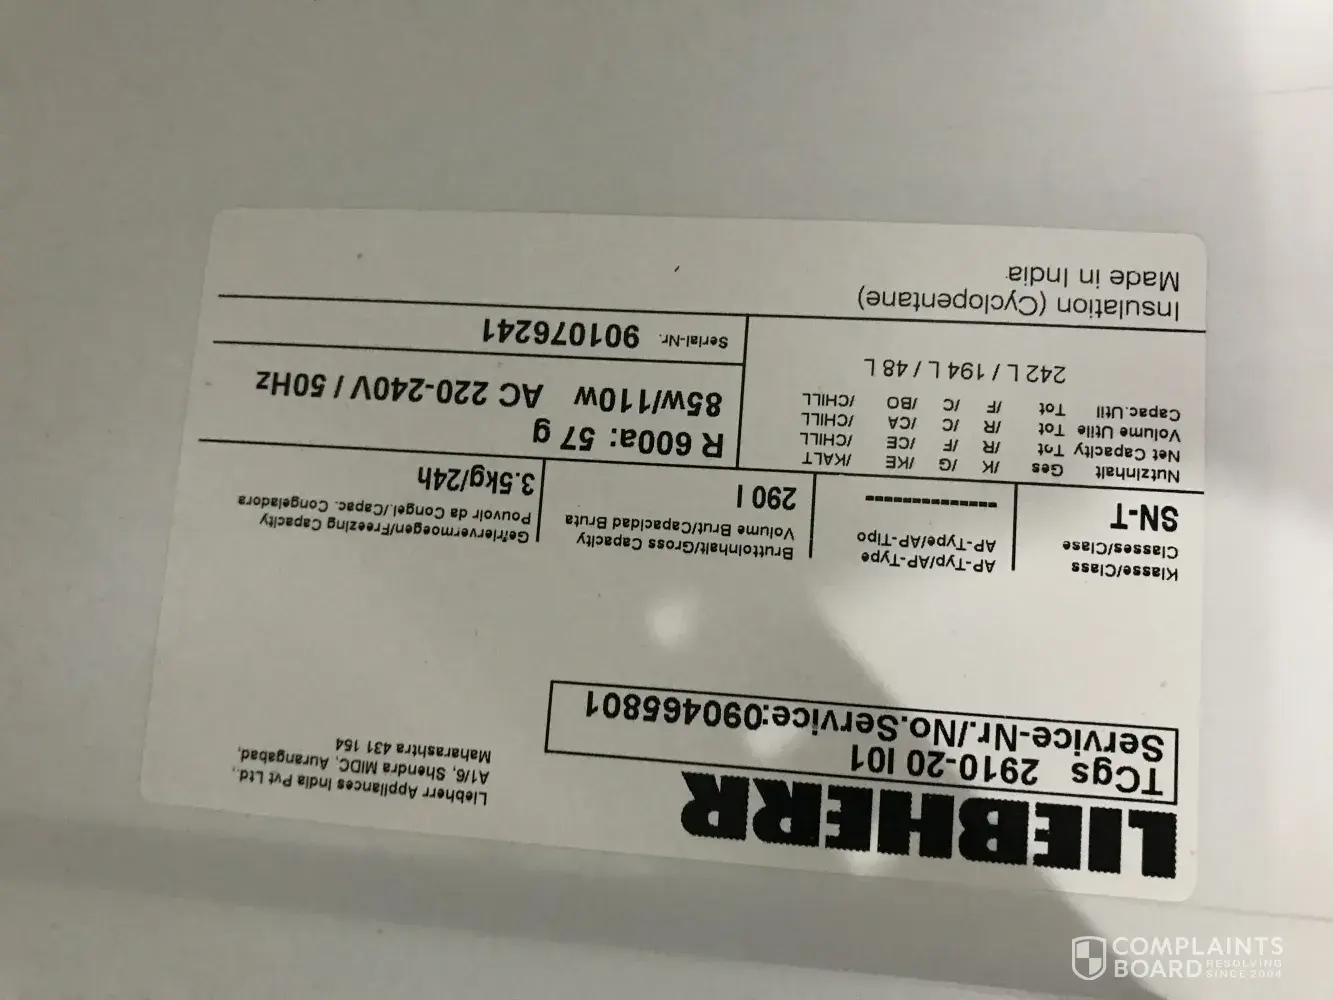 LIEBHERR
Liebherr Appliances India Pvt Ltd.,
A1/6, Shendra MIDC, Aurangabad,
Maharashtra 431 154
TCgs 2910-20 I01
Service-Nr./No.Service:090465801
Klasse/Class
Classes/Clase
SN-T
AP-Typ/AP-Type
AP-Type/AP-Tipo
--------------
Bruttoinhalt/Gross Capacity
Volume Brut/Capacidad Bruta
290 l
Gefriervermoegen/Freezing Capacity
Pouvoir da Congel./Capac. Congeladora
3.5kg/24h
Nutzinhalt Ges /K /G /KE /KALT
Net Capacity Tot /R /F /ICE /CHILL
Volume Utile Tot /R /C /CA /CHILL
Capac.Util Tot /F /C /BO /CHILL
242 L / 194 L / 48 L
R 600a: 57 g
85w/110w AC 220-240V / 50Hz
Serial-Nr. 901076241
Insulation (Cyclopentane)
Made in India
COMPLAINTS
BOARD RESOLVING
SINCE 2004